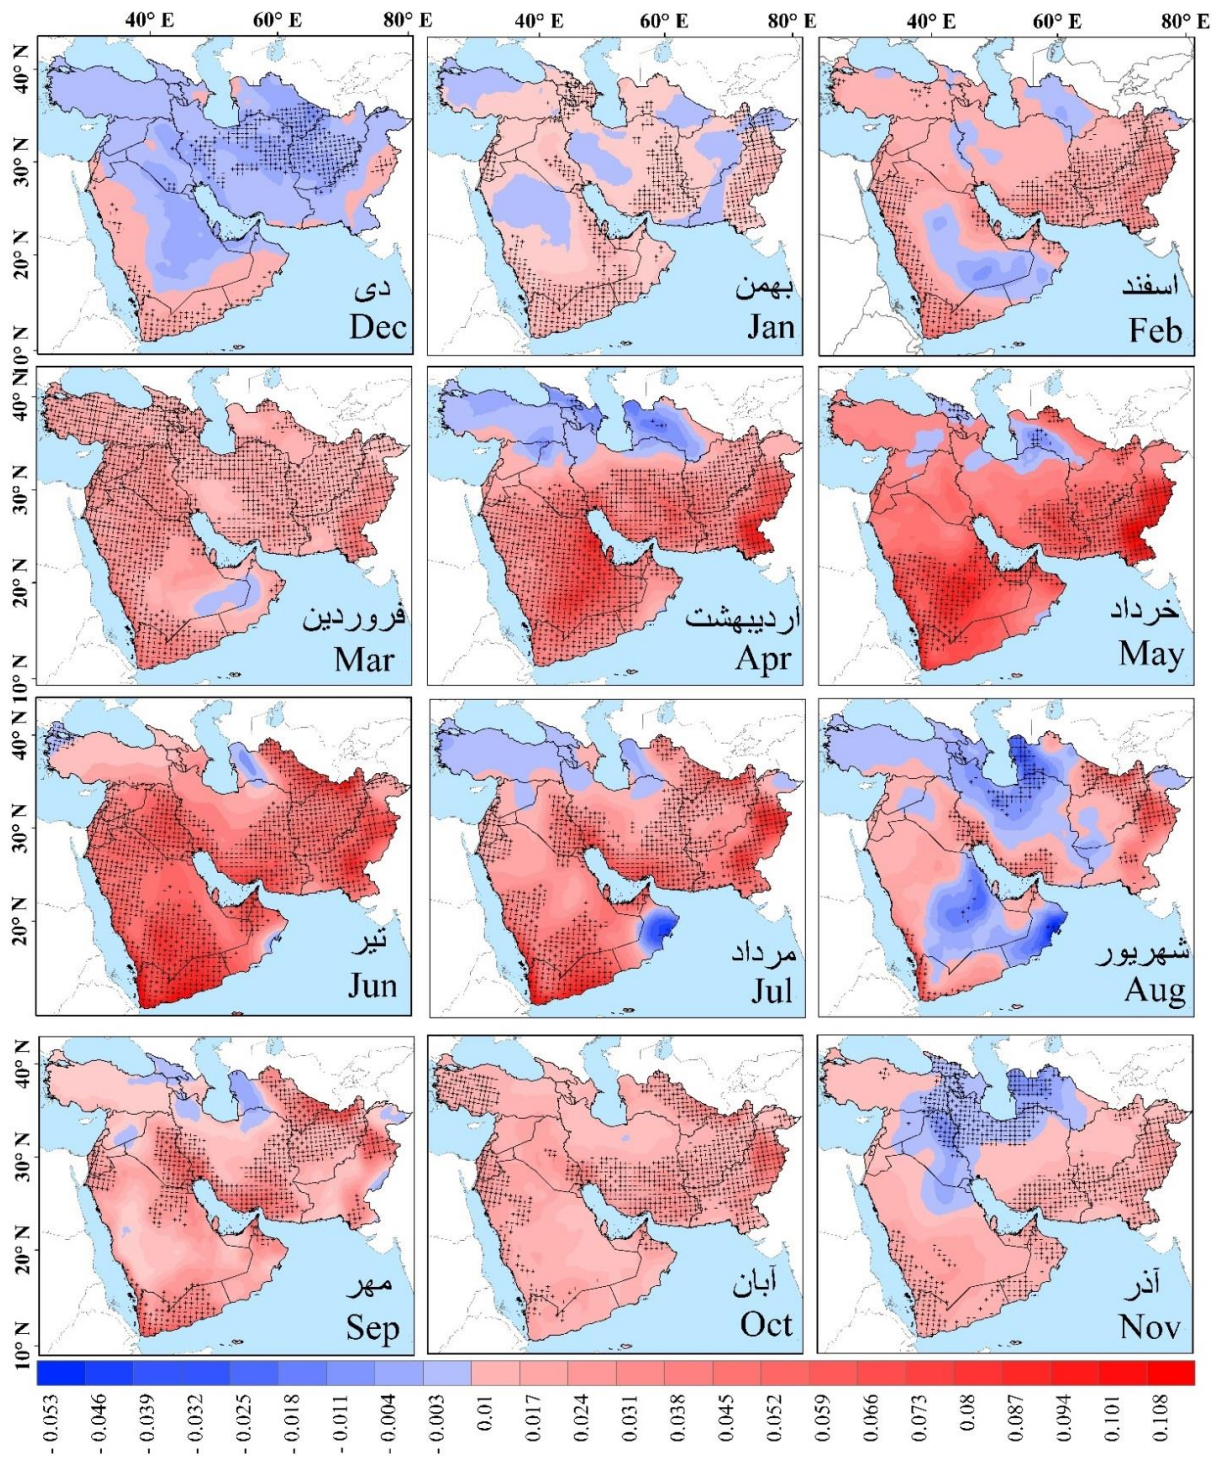 40° E 60° E 80° E 40° E 60° E 80° E 40° E 60° E 80° E
40° N
30° N
20° N
10° N
دی
Dec
بهمن
Jan
اسفند
Feb
40° N
30° N
20° N
10° N
فروردین
Mar
اردیبهشت
Apr
خرداد
May
40° N
30° N
20° N
تیر
Jun
مرداد
Jul
شهریور
Aug
40° N
30° N
20° N
10° N
مهر
Sep
آبان
Oct
آذر
Nov
- 0.053
- 0.046
- 0.039
- 0.032
- 0.025
- 0.018
- 0.011
- 0.004
- 0.003
0.01
0.017
0.024
0.031
0.038
0.045
0.052
0.059
0.066
0.073
0.08
0.087
0.094
0.101
0.108